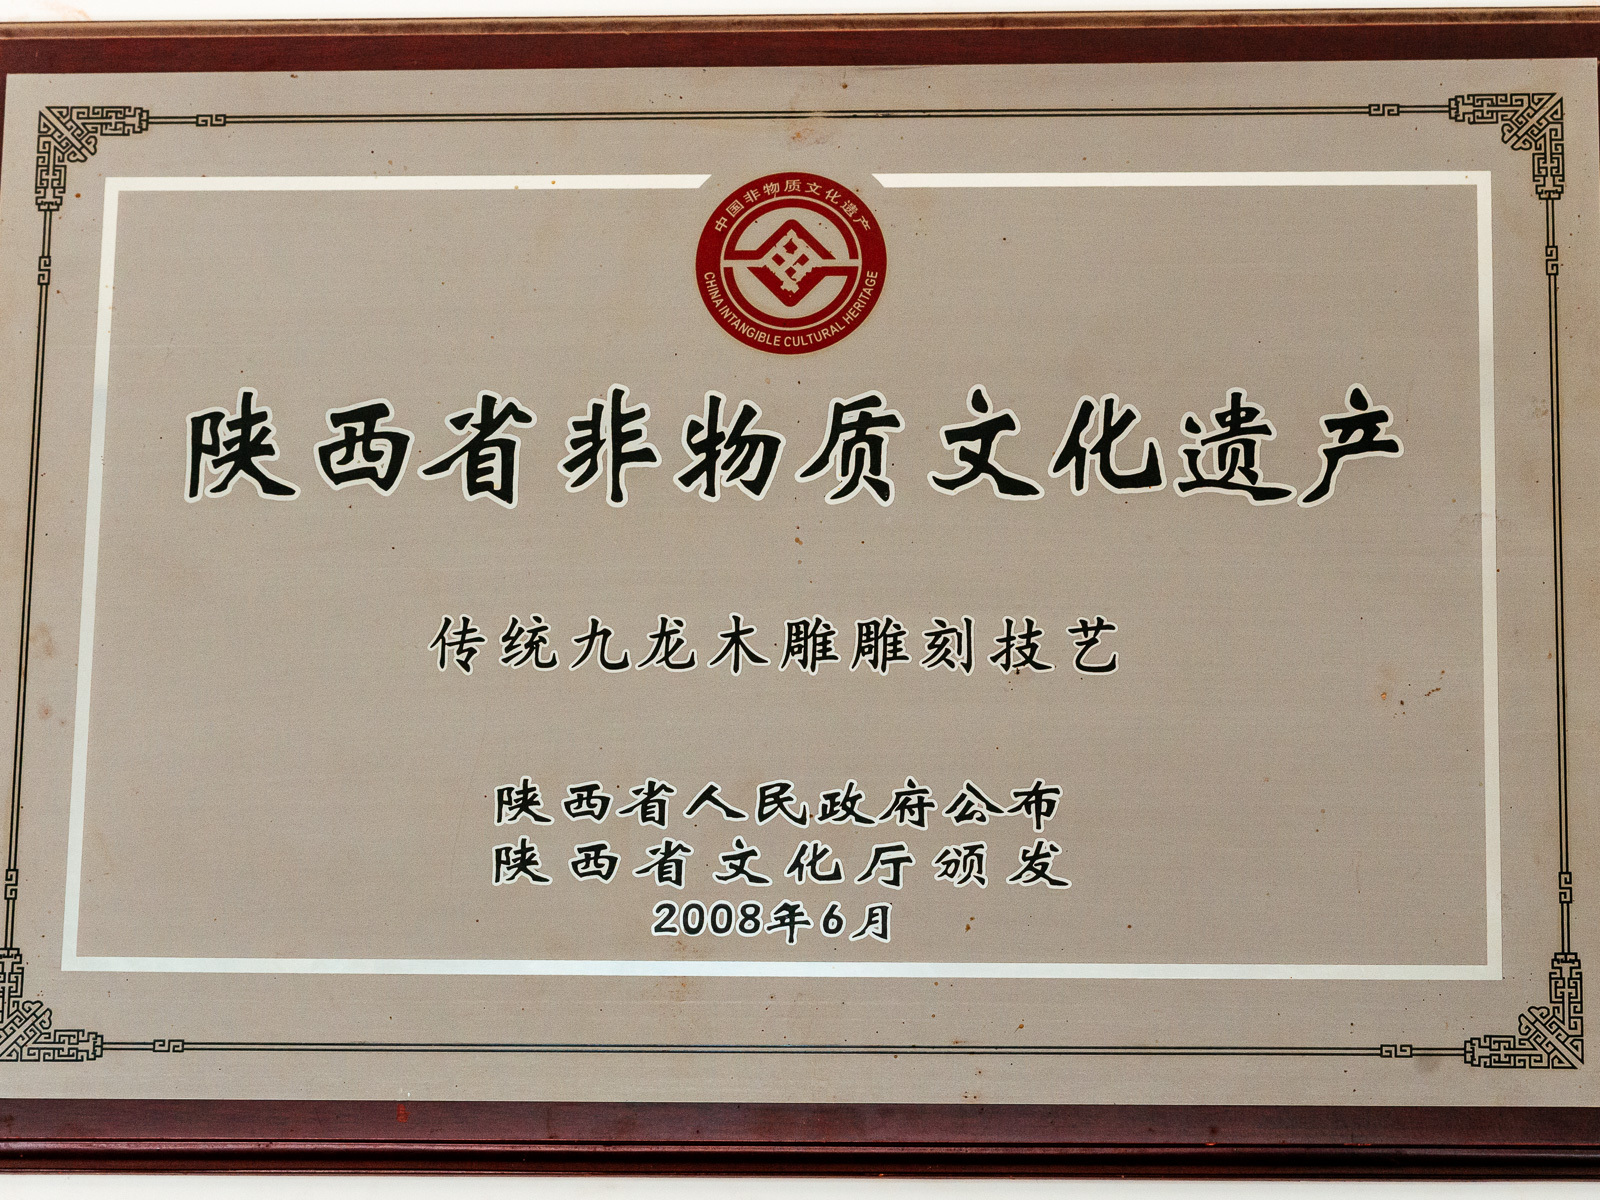 中国非物质文化遗产
CHINA INTANGIBLE CULTURAL HERITAGE
陕西省非物质文化遗产
传统九龙木雕雕刻技艺
陕西省人民政府公布
陕西省文化厅颁发
2008年6月